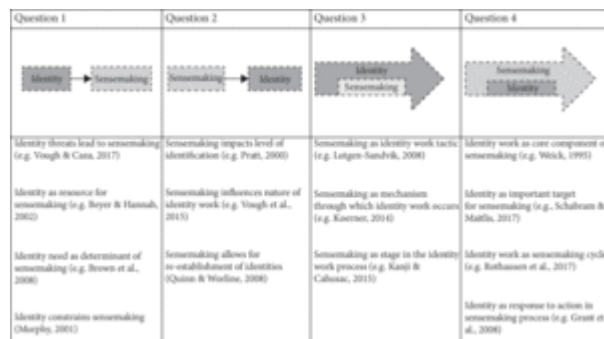 Question 1
Question 2
Question 3
Question 4
Identity
Sensemaking
Sensemaking
Identity
Identity
Sensemaking
Sensemaking
Identity
Identity threats lead to sensemaking
(e.g. Vough & Caza, 2017)
Identity as resource for
sensemaking (e.g. Beyer & Hannah,
2002)
Identity need as determinant of
sensemaking (e.g. Brown et al.,
2008)
Identity constrains sensemaking
(Murphy, 2001)
Sensemaking impacts level of
identification (e.g. Pratt, 2000)
Sensemaking influences nature of
identity work (e.g. Vough et al.,
2015)
Sensemaking allows for
re-establishment of identities
(Quinn & Worline, 2008)
Sensemaking as identity work tactic
(e.g. Lutgen-Sandvik, 2008)
Sensemaking as mechanism
through which identity work occurs
(e.g. Koerner, 2014)
Sensemaking as stage in the identity
work process (e.g. Kanji &
Cahusac, 2015)
Identity work as core component o
sensemaking (e.g. Weick, 1995)
Identity as important target
for sensemaking (e.g., Schabram &
Maitlis, 2017)
Identity work as sensemaking cycle
(e.g. Rothausen et al., 2017)
Identity as response to action in
sensemaking process (e.g. Grant et
al., 2008)